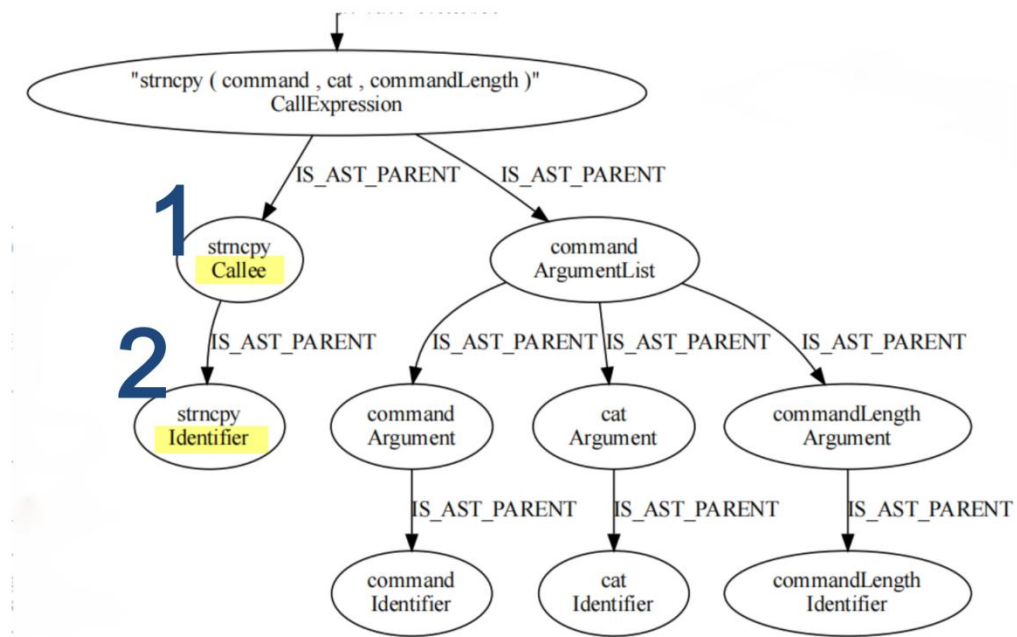 "strncpy ( command , cat , commandLength )"
CallExpression
IS_AST_PARENT IS_AST_PARENT
1
strncpy
Callee
command
ArgumentList
2
IS_AST_PARENT IS_AST_PARENT IS_AST_PARENT IS_AST_PARENT
strncpy
Identifier
command
Argument
cat
Argument
commandLength
Argument
IS_AST_PARENT IS_AST_PARENT IS_AST_PARENT
command
Identifier
cat
Identifier
commandLength
Identifier